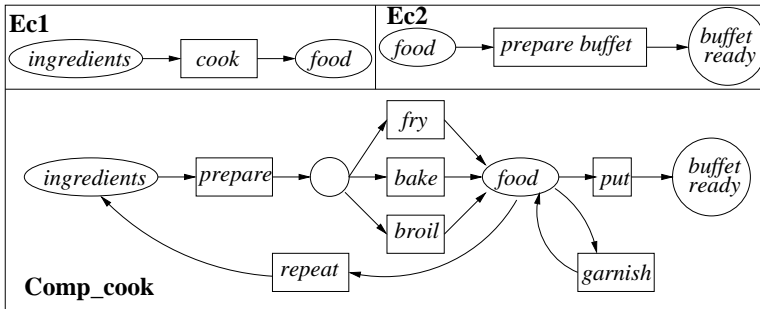 Ec1
ingredients
cook
food
Ec2
food
prepare buffet
buffet
ready
fry
ingredients
prepare
bake
food
put
buffet
ready
broil
repeat
garnish
Comp_cook